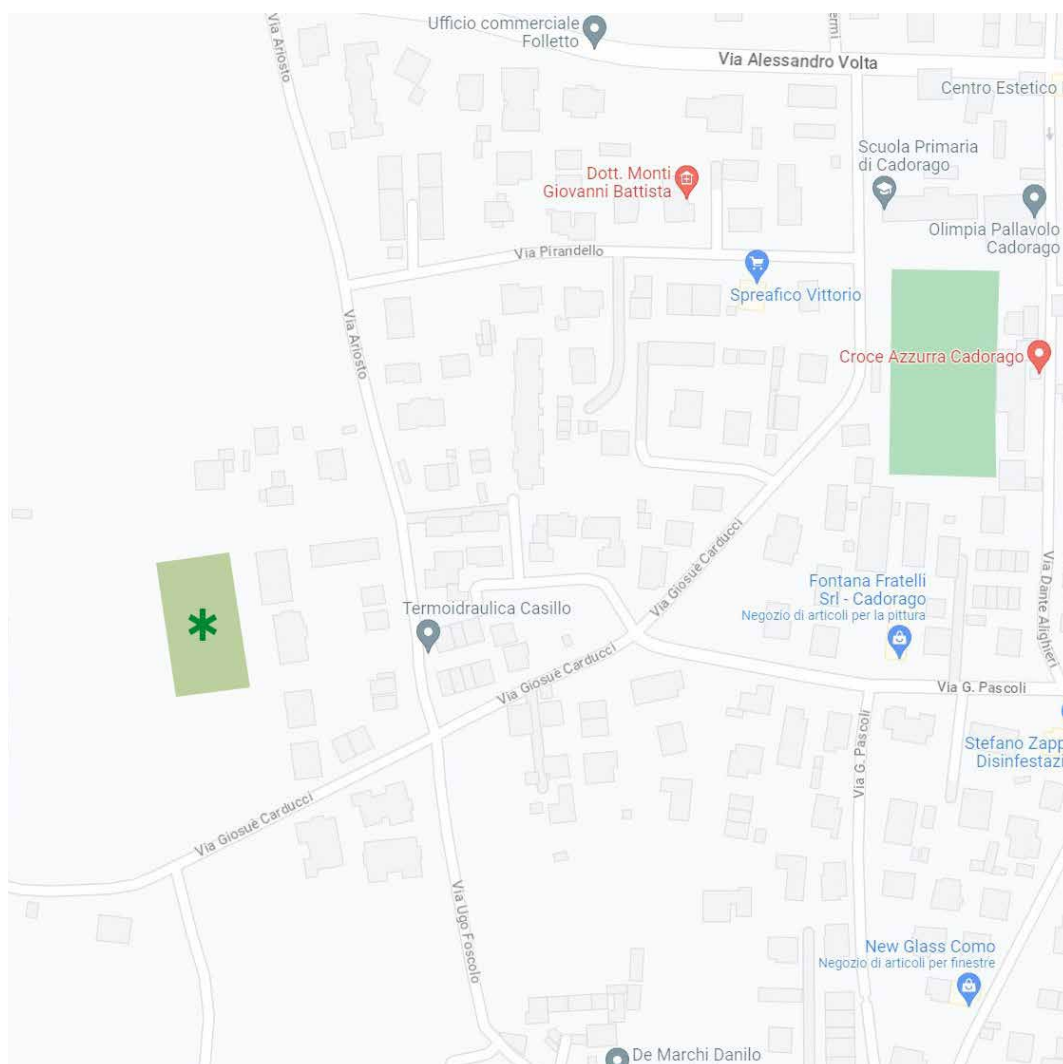 Ufficio commerciale
Folletto
Via Ariosto
Via Alessandro Volta
Centro Estetico
Scuola Primaria
di Cadorago
Dott. Monti
Giovanni Battista
Olimpia Pallavolo
Cadorago
Via Pirandello
Spreafico Vittorio
Via Ariosto
Croce Azzurra Cadorago
Via Giosuè Carducci
Via Dante Alighieri
Fontana Fratelli
Srl - Cadorago
Negozio di articoli per la pittura
Termoidraulica Casillo
Via Giosuè Carducci
Via G. Pascoli
Stefano Zapp
Disinfestazi
Via G. Pascoli
Via Giosuè Carducci
Via Ugo Foscolo
New Glass Como
Negozio di articoli per finestre
De Marchi Danilo